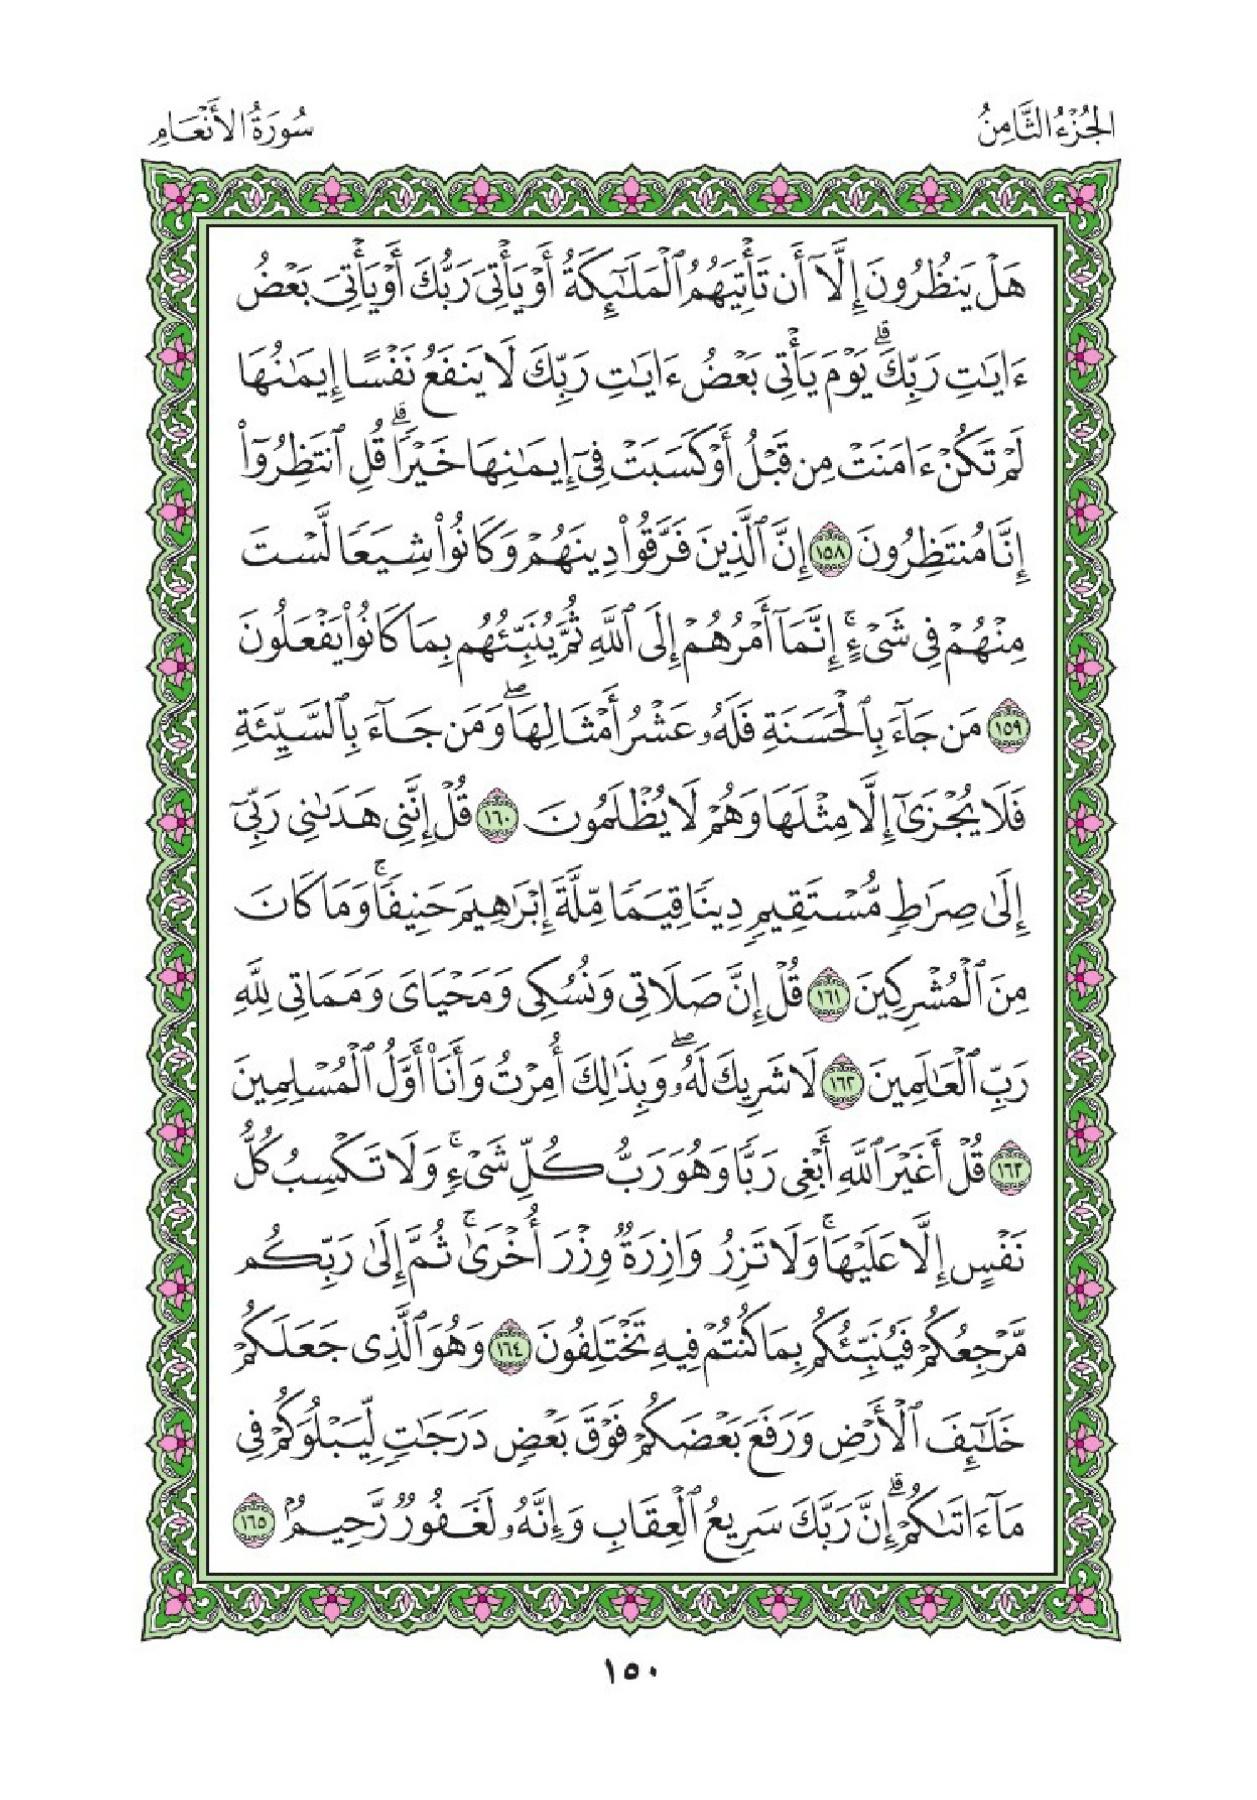 الجُزْءُ الثَّامِنُ
سُورَةُ الأَنْعَامِ
هَلْ يَنظُرُونَ إِلَّآ أَن تَأْتِيَهُمُ ٱلْمَلَٰٓئِكَةُ أَوْ يَأْتِىَ رَبُّكَ أَوْ يَأْتِىَ بَعْضُ
ءَايَٰتِ رَبِّكَ ۗ يَوْمَ يَأْتِى بَعْضُ ءَايَٰتِ رَبِّكَ لَا يَنفَعُ نَفْسًا إِيمَٰنُهَا
لَمْ تَكُنْ ءَامَنَتْ مِن قَبْلُ أَوْ كَسَبَتْ فِىٓ إِيمَٰنِهَا خَيْرًا ۗ قُلِ ٱنتَظِرُوٓا۟
إِنَّا مُنتَظِرُونَ ١٥٨ إِنَّ ٱلَّذِينَ فَرَّقُوا۟ دِينَهُمْ وَكَانُوا۟ شِيَعًا لَّسْتَ
مِنْهُمْ فِى شَىْءٍ ۚ إِنَّمَآ أَمْرُهُمْ إِلَى ٱللَّهِ ثُمَّ يُنَبِّئُهُم بِمَا كَانُوا۟ يَفْعَلُونَ
١٥٩ مَن جَآءَ بِٱلْحَسَنَةِ فَلَهُۥ عَشْرُ أَمْثَالِهَا ۖ وَمَن جَآءَ بِٱلسَّيِّئَةِ
فَلَا يُجْزَىٰٓ إِلَّا مِثْلَهَا وَهُمْ لَا يُظْلَمُونَ ١٦٠ قُلْ إِنَّنِى هَدَىٰنِى رَبِّىٓ
إِلَىٰ صِرَٰطٍ مُّسْتَقِيمٍ دِينًا قِيَمًا مِّلَّةَ إِبْرَٰهِيمَ حَنِيفًا ۚ وَمَا كَانَ
مِنَ ٱلْمُشْرِكِينَ ١٦١ قُلْ إِنَّ صَلَاتِى وَنُسُكِى وَمَحْيَاىَ وَمَمَاتِى لِلَّهِ
رَبِّ ٱلْعَٰلَمِينَ ١٦٢ لَا شَرِيكَ لَهُۥ ۖ وَبِذَٰلِكَ أُمِرْتُ وَأَنَا۠ أَوَّلُ ٱلْمُسْلِمِينَ
١٦٣ قُلْ أَغَيْرَ ٱللَّهِ أَبْغِى رَبًّا وَهُوَ رَبُّ كُلِّ شَىْءٍ ۚ وَلَا تَكْسِبُ كُلُّ
نَفْسٍ إِلَّا عَلَيْهَا ۚ وَلَا تَزِرُ وَازِرَةٌ وِزْرَ أُخْرَىٰ ۚ ثُمَّ إِلَىٰ رَبِّكُم
مَّرْجِعُكُمْ فَيُنَبِّئُكُم بِمَا كُنتُمْ فِيهِ تَخْتَلِفُونَ ١٦٤ وَهُوَ ٱلَّذِى جَعَلَكُمْ
خَلَٰٓئِفَ ٱلْأَرْضِ وَرَفَعَ بَعْضَكُمْ فَوْقَ بَعْضٍ دَرَجَٰتٍ لِّيَبْلُوَكُمْ فِى
مَآ ءَاتَىٰكُمْ ۗ إِنَّ رَبَّكَ سَرِيعُ ٱلْعِقَابِ وَإِنَّهُۥ لَغَفُورٌ رَّحِيمٌۢ ١٦٥
١٥٠